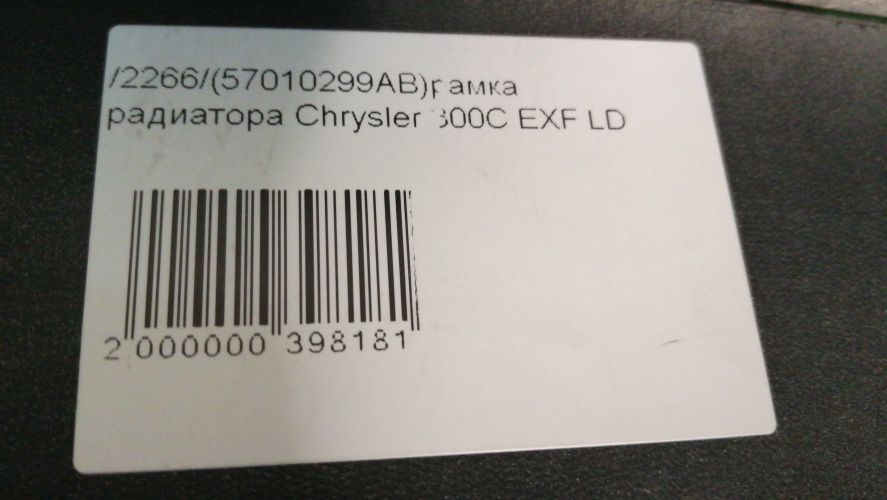 /2266/(57010299AB)рамка
радиатора Chrysler 300C EXF LD
2 000000 398181